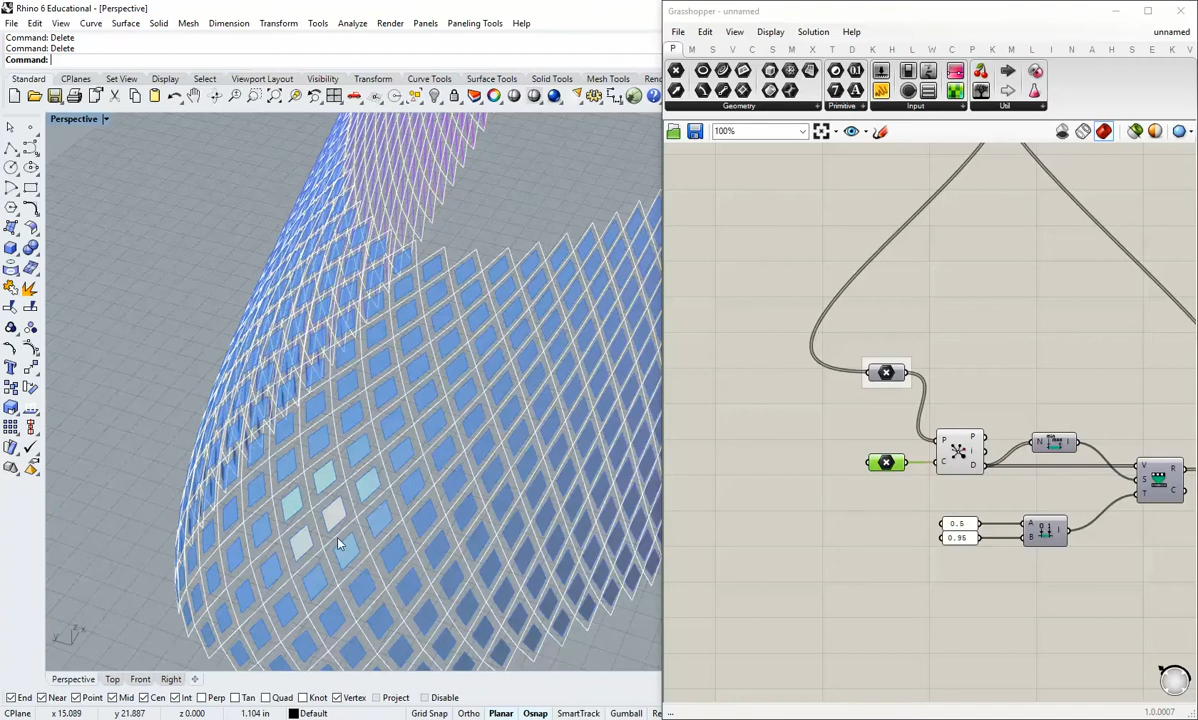 Rhino 6 Educational - [Perspective]
File Edit View Curve Surface Solid Mesh Dimension Transform Tools Analyze Render Panels Paneling Tools Help
Command: Delete
Command: Delete
Command:
Standard CPlanes Set View Display Select Viewport Layout Visibility Transform Curve Tools Surface Tools Solid Tools Mesh Tools Rend
Perspective
y z x
Perspective Top Front Right
End Near Point Mid Cen Int Perp Tan Quad Knot Vertex Project Disable
CPlane x 15.089 y 21.887 z 0.000 1.104 in Default Grid Snap Ortho Planar Osnap SmartTrack Gumball Re
Grasshopper - unnamed
File Edit View Display Solution Help unnamed
P M S V C S M I T D W K H L W P M S V X X T D K H L F K L I M E S E B
Geometry Primitive Input Util
100%
P C P i D
N I
V S T R C
0.5
0.95
A B I
... 1.0.0007